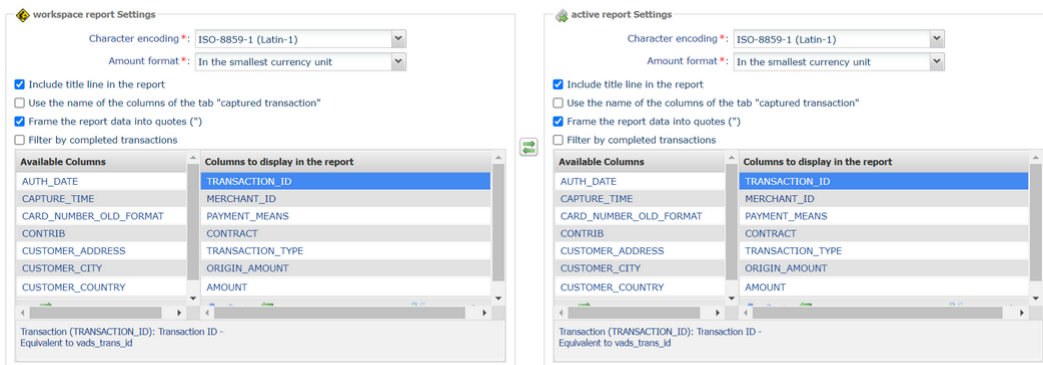 workspace report Settings
Character encoding *: ISO-8859-1 (Latin-1)
Amount format *: In the smallest currency unit
Include title line in the report
Use the name of the columns of the tab "captured transaction"
Frame the report data into quotes (")
Filter by completed transactions
Available Columns Columns to display in the report
AUTH_DATE TRANSACTION_ID
CAPTURE_TIME MERCHANT_ID
CARD_NUMBER_OLD_FORMAT PAYMENT_MEANS
CONTRIB CONTRACT
CUSTOMER_ADDRESS TRANSACTION_TYPE
CUSTOMER_CITY ORIGIN_AMOUNT
CUSTOMER_COUNTRY AMOUNT
Transaction (TRANSACTION_ID): Transaction ID -
Equivalent to vads_trans_id
active report Settings
Character encoding *: ISO-8859-1 (Latin-1)
Amount format *: In the smallest currency unit
Include title line in the report
Use the name of the columns of the tab "captured transaction"
Frame the report data into quotes (")
Filter by completed transactions
Available Columns Columns to display in the report
AUTH_DATE TRANSACTION_ID
CAPTURE_TIME MERCHANT_ID
CARD_NUMBER_OLD_FORMAT PAYMENT_MEANS
CONTRIB CONTRACT
CUSTOMER_ADDRESS TRANSACTION_TYPE
CUSTOMER_CITY ORIGIN_AMOUNT
CUSTOMER_COUNTRY AMOUNT
Transaction (TRANSACTION_ID): Transaction ID -
Equivalent to vads_trans_id